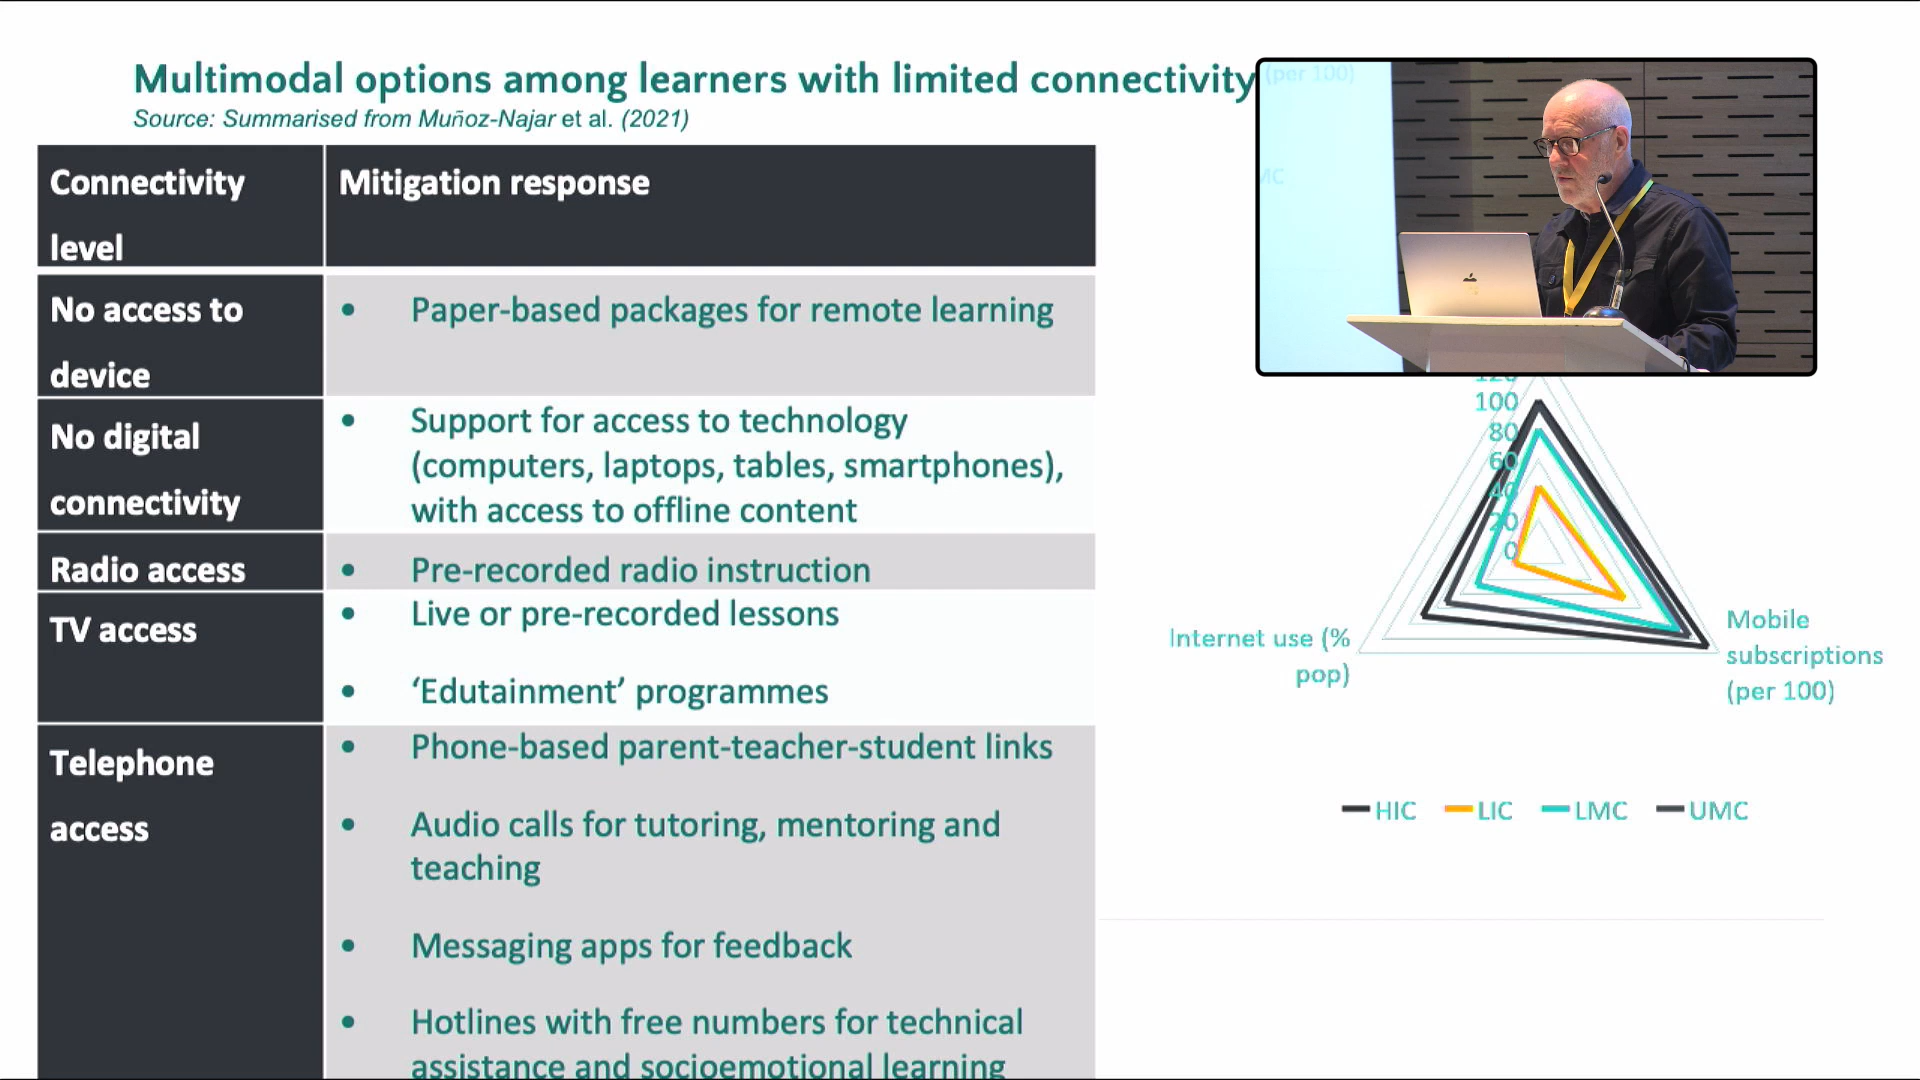 Multimodal options among learners with limited connectivity
Source: Summarised from Muñoz-Najar et al. (2021)
Connectivity
level
Mitigation response
No access to
device
• Paper-based packages for remote learning
No digital
connectivity
• Support for access to technology
(computers, laptops, tables, smartphones),
with access to offline content
Radio access
• Pre-recorded radio instruction
TV access
• Live or pre-recorded lessons
• ‘Edutainment’ programmes
Telephone
access
• Phone-based parent-teacher-student links
• Audio calls for tutoring, mentoring and
teaching
• Messaging apps for feedback
• Hotlines with free numbers for technical
assistance and socioemotional learning
(per 100)
MC
120
100
80
60
40
20
0
Internet use (%
pop)
Mobile
subscriptions
(per 100)
HIC LIC LMC UMC